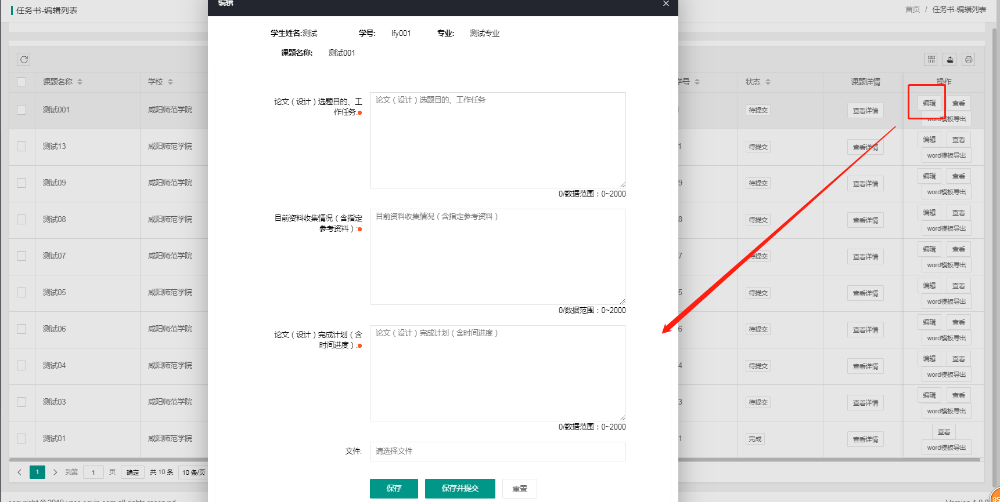 任务书-编辑列表
首页 / 任务书-编辑列表
编辑
学生姓名:测试 学号: lfy001 专业: 测试专业
课题名称: 测试001
课题名称 学校 学号 状态 课题详情 操作
测试001 咸阳师范学院 待提交 查看详情 编辑 查看
word模板导出
测试13 咸阳师范学院 1 待提交 查看详情 编辑 查看
word模板导出
测试09 咸阳师范学院 9 待提交 查看详情 编辑 查看
word模板导出
测试08 咸阳师范学院 8 待提交 查看详情 编辑 查看
word模板导出
测试07 咸阳师范学院 7 待提交 查看详情 编辑 查看
word模板导出
测试05 咸阳师范学院 5 待提交 查看详情 编辑 查看
word模板导出
测试06 咸阳师范学院 6 待提交 查看详情 编辑 查看
word模板导出
测试04 咸阳师范学院 4 待提交 查看详情 编辑 查看
word模板导出
测试03 咸阳师范学院 3 待提交 查看详情 编辑 查看
word模板导出
测试01 咸阳师范学院 1 完成 查看详情 查看
word模板导出
论文（设计）选题目的、工
作任务:
论文（设计）选题目的、工作任务
0/数据范围：0~2000
目前资料收集情况（含指定
参考资料）:
目前资料收集情况（含指定参考资料）
0/数据范围：0~2000
论文（设计）完成计划（含
时间进度）:
论文（设计）完成计划（含时间进度）
0/数据范围：0~2000
文件: 请选择文件
保存 保存并提交 重置
1 到第 1 页 确定 共 10 条 10 条/页
85